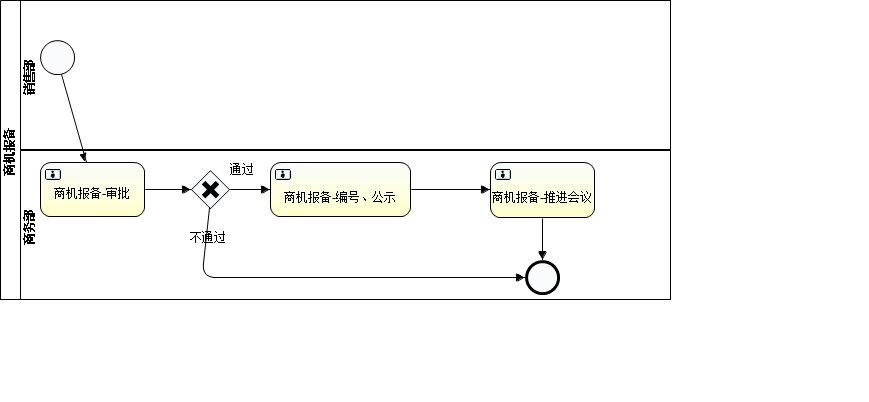 商机报备
销售部
商务部
商机报备-审批
通过
不通过
商机报备-编号、公示
商机报备-推进会议